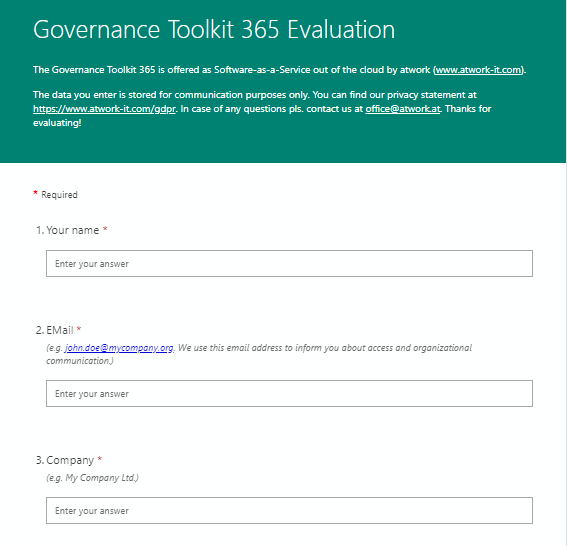 Governance Toolkit 365 Evaluation
The Governance Toolkit 365 is offered as Software-as-a-Service out of the cloud by atwork (www.atwork-it.com).
The data you enter is stored for communication purposes only. You can find our privacy statement at
https://www.atwork-it.com/gdpr. In case of any questions pls. contact us at office@atwork.at. Thanks for
evaluating!
* Required
1. Your name *
Enter your answer
2. EMail *
(e.g. john.doe@mycompany.org. We use this email address to inform you about access and organizational
communication.)
Enter your answer
3. Company *
(e.g. My Company Ltd.)
Enter your answer